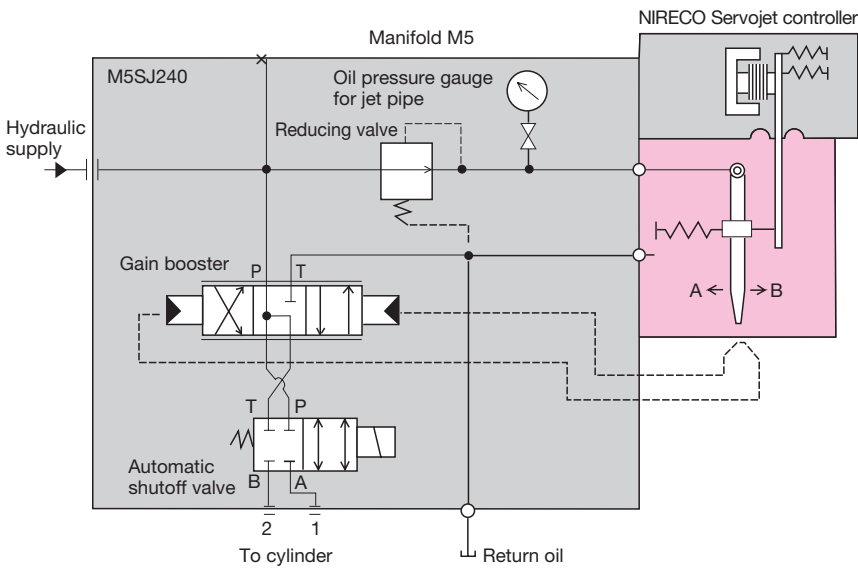 NIRECO Servojet controller
Manifold M5
M5SJ240
Oil pressure gauge
for jet pipe
Reducing valve
Hydraulic
supply
Gain booster
P
T
A
B
T
P
Automatic
shutoff valve
B
A
2
1
To cylinder
Return oil